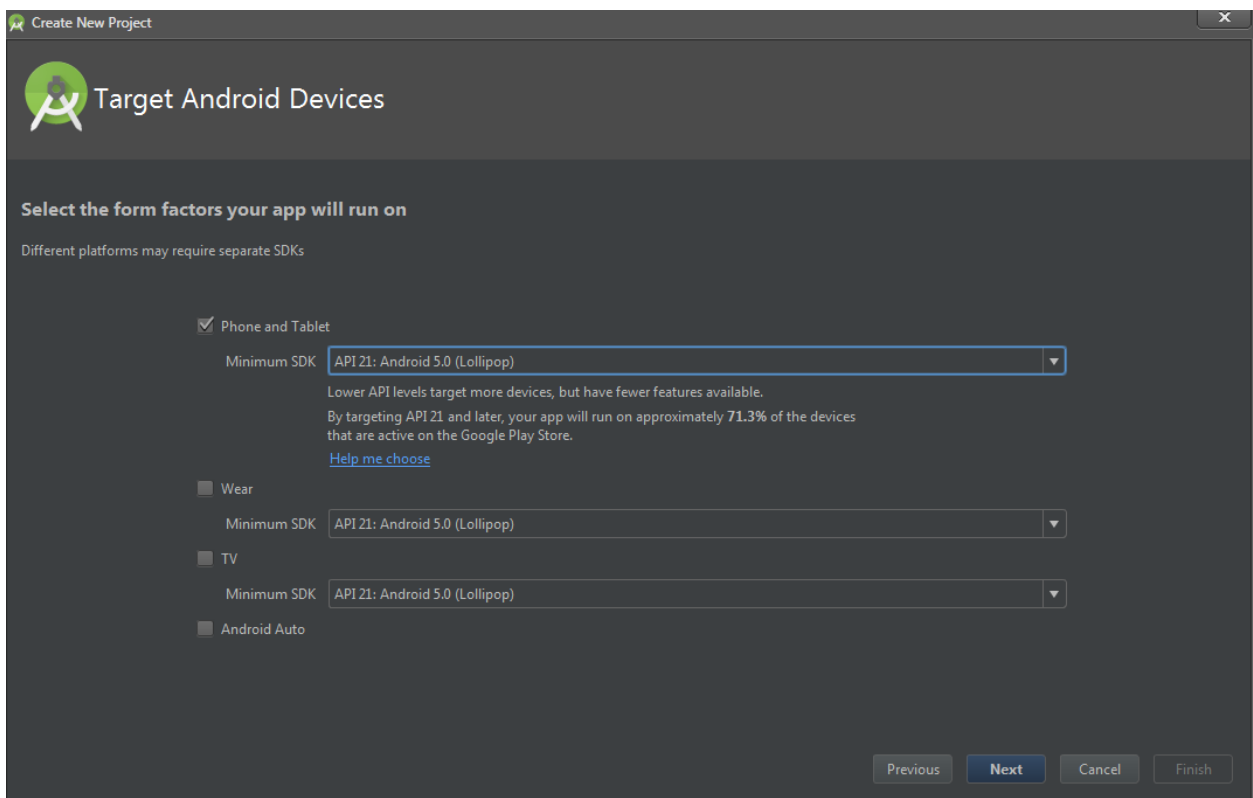 Create New Project
Target Android Devices
Select the form factors your app will run on
Different platforms may require separate SDKs
Phone and Tablet
Minimum SDK API 21: Android 5.0 (Lollipop)
Lower API levels target more devices, but have fewer features available.
By targeting API 21 and later, your app will run on approximately 71.3% of the devices
that are active on the Google Play Store.
Help me choose
Wear
Minimum SDK API 21: Android 5.0 (Lollipop)
TV
Minimum SDK API 21: Android 5.0 (Lollipop)
Android Auto
Previous Next Cancel Finish